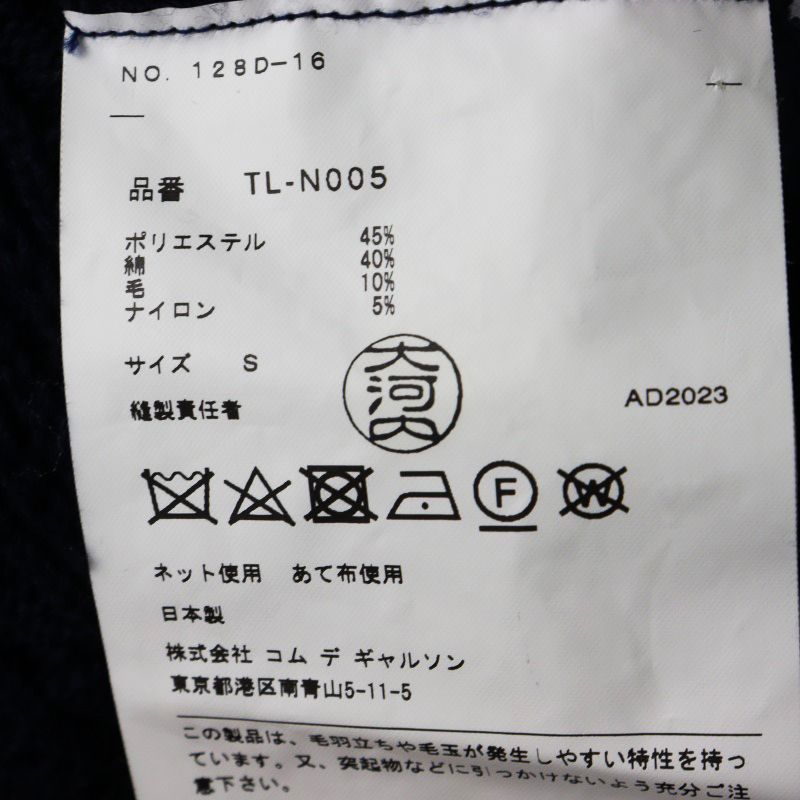 NO. 128D-16
品番 TL-N005
ポリエステル 45%
綿 40%
毛 10%
ナイロン 5%
サイズ S
縫製責任者 大河内 AD2023
F W
ネット使用 あて布使用
日本製
株式会社 コム デ ギャルソン
東京都港区南青山5-11-5
この製品は、毛羽立ちや毛玉が発生しやすい特性を持っ
ています。又、突起物などに引っかけないよう充分ご注
意下さい。